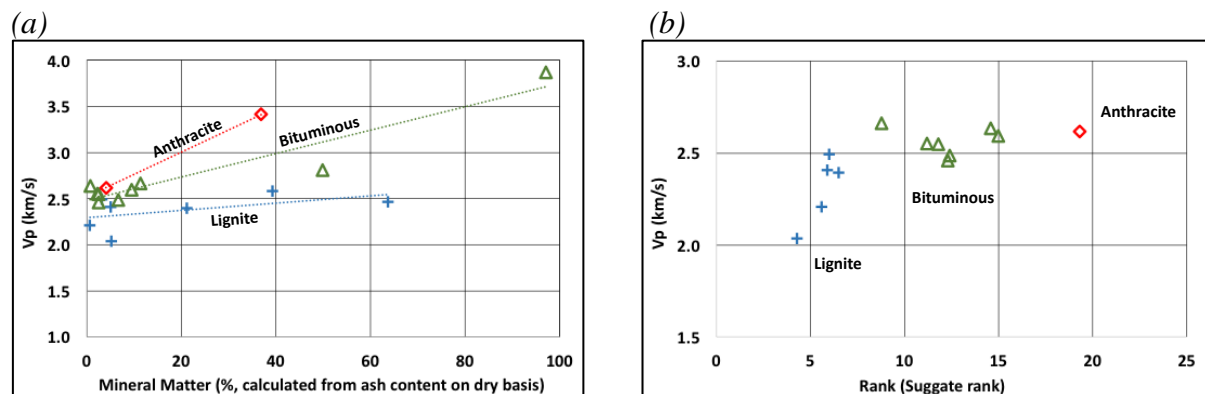 (a)
4.0
3.5
3.0
2.5
2.0
1.5
1.0
Vp (km/s)
Anthracite
Bituminous
Lignite
0 20 40 60 80 100
Mineral Matter (%, calculated from ash content on dry basis)
(b)
3.0
2.5
2.0
1.5
Vp (km/s)
Anthracite
Bituminous
Lignite
0 5 10 15 20 25
Rank (Suggate rank)